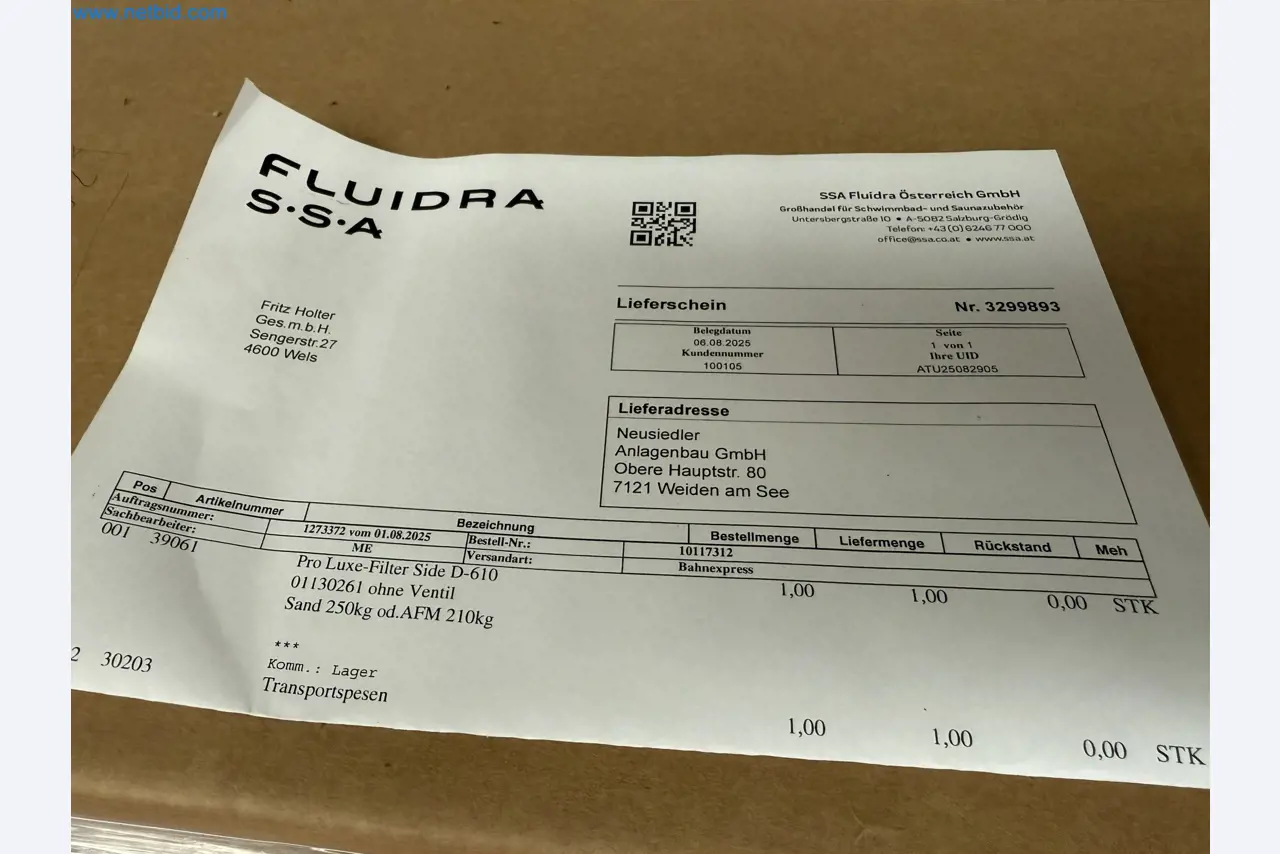 www.netbid.com
FLUIDRA
S·S·A
SSA Fluidra Österreich GmbH
Großhandel für Schwimmbad- und Saunazubehör
Untersbergstraße 10 • A-5082 Salzburg-Grödig
Telefon: +43 (0) 6246 77 000
office@ssa.co.at • www.ssa.at
Fritz Holter
Ges.m.b.H.
Sengerstr.27
4600 Wels
Lieferschein Nr. 3299893
Belegdatum Seite
06.08.2025 1 von 1
Kundennummer Ihre UID
100105 ATU25082905
Lieferadresse
Neusiedler
Anlagenbau GmbH
Obere Hauptstr. 80
7121 Weiden am See
Pos Artikelnummer Bezeichnung Bestellmenge Liefermenge Rückstand Meh
Auftragsnummer: 1273372 vom 01.08.2025 Bestell-Nr.: 10117312
Sachbearbeiter: ME Versandart: Bahnexpress
001 39061 Pro Luxe-Filter Side D-610 1,00 1,00 0,00 STK
01130261 ohne Ventil
Sand 250kg od.AFM 210kg
***
Komm.: Lager
2 30203 Transportspesen 1,00 1,00 0,00 STK